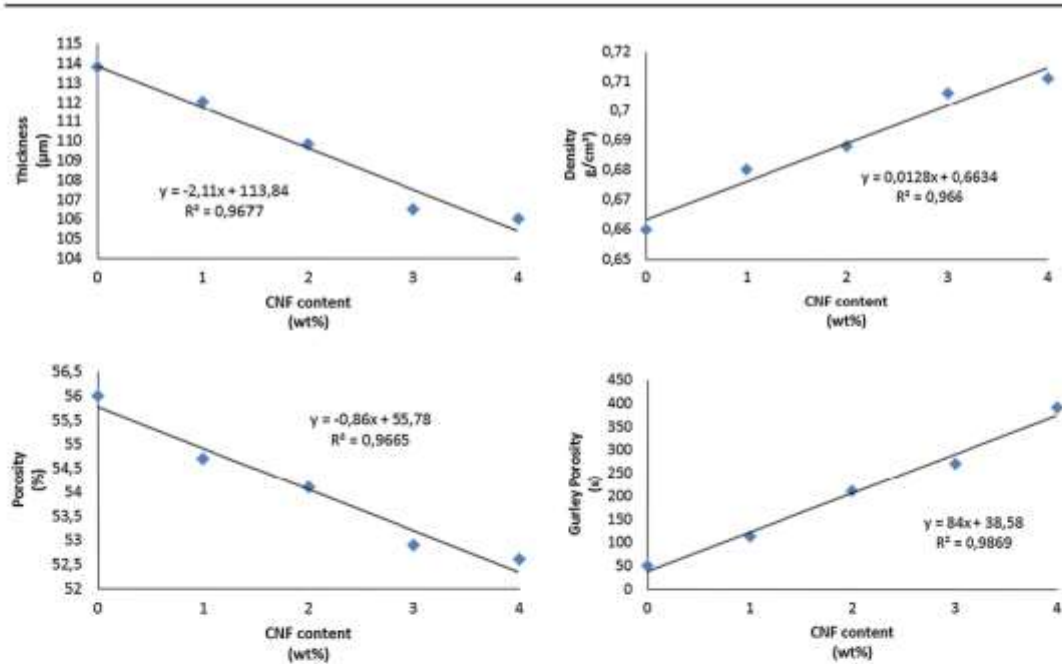 115
114
113
112
111
110
109
108
107
106
105
104
Thickness
(µm)
y = -2,11x + 113,84
R² = 0,9677
0 1 2 3 4
CNF content
(wt%)
0,72
0,71
0,7
0,69
0,68
0,67
0,66
0,65
Density
g/cm³
y = 0,0128x + 0,6634
R² = 0,966
0 1 2 3 4
CNF content
(wt%)
56,5
56
55,5
55
54,5
54
53,5
53
52,5
52
Porosity
(%)
y = -0,86x + 55,78
R² = 0,9665
0 1 2 3 4
CNF content
(wt%)
450
400
350
300
250
200
150
100
50
0
Gurley Porosity
(s)
y = 84x + 38,58
R² = 0,9869
0 1 2 3 4
CNF content
(wt%)